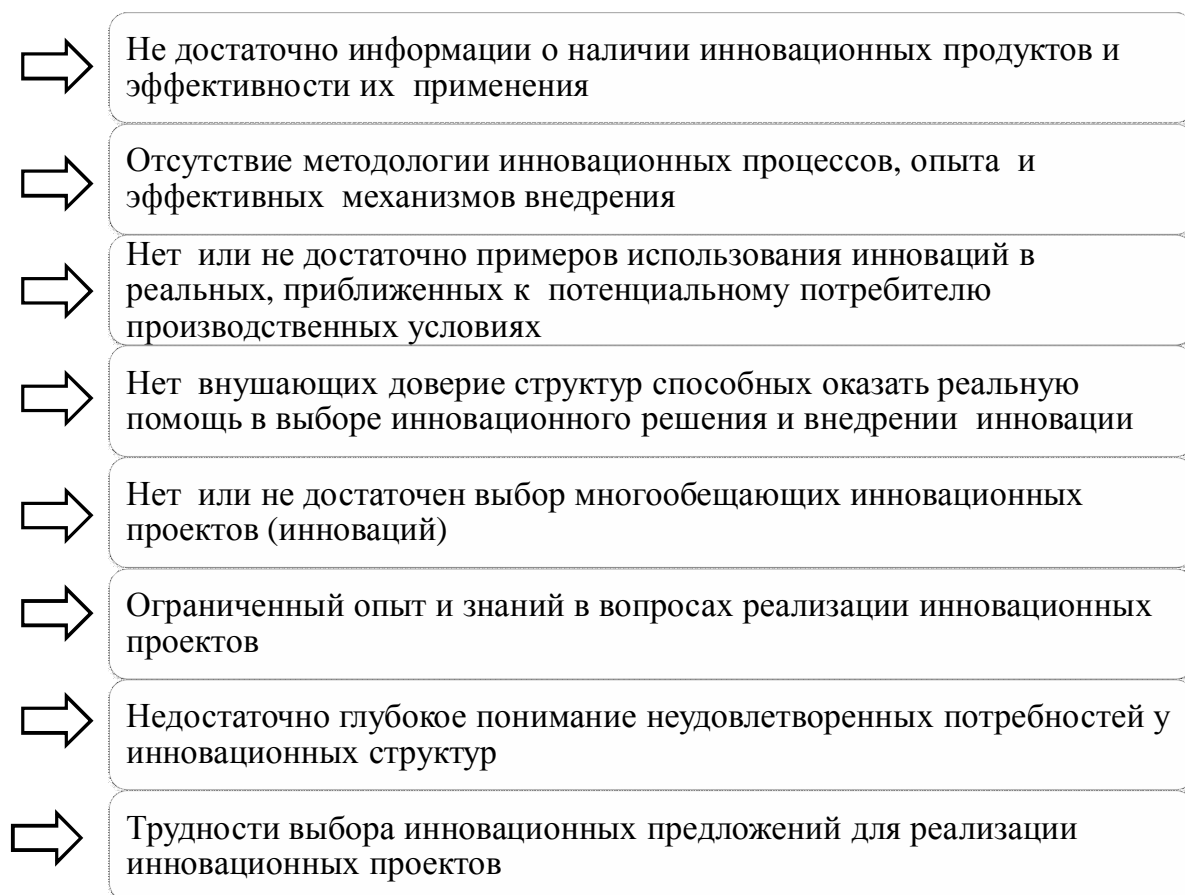 Не достаточно информации о наличии инновационных продуктов и
эффективности их применения
Отсутствие методологии инновационных процессов, опыта и
эффективных механизмов внедрения
Нет или не достаточно примеров использования инноваций в
реальных, приближенных к потенциальному потребителю
производственных условиях
Нет внушающих доверие структур способных оказать реальную
помощь в выборе инновационного решения и внедрении инновации
Нет или не достаточен выбор многообещающих инновационных
проектов (инноваций)
Ограниченный опыт и знаний в вопросах реализации инновационных
проектов
Недостаточно глубокое понимание неудовлетворенных потребностей у
инновационных структур
Трудности выбора инновационных предложений для реализации
инновационных проектов